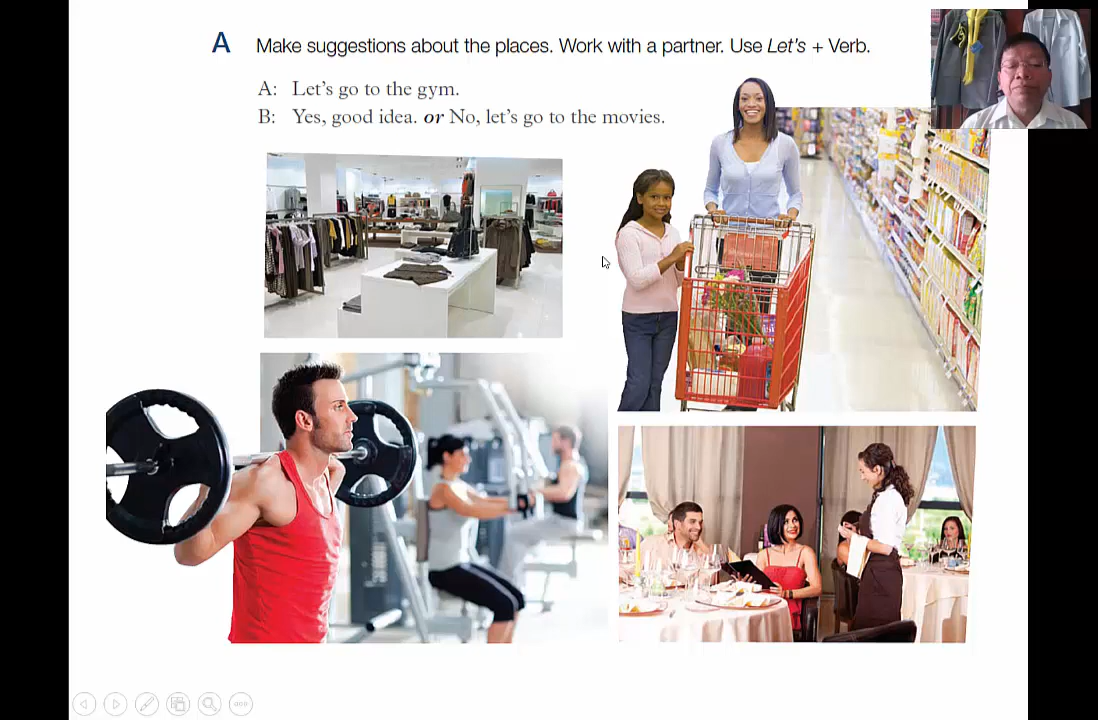 A Make suggestions about the places. Work with a partner. Use Let's + Verb.
A: Let's go to the gym.
B: Yes, good idea. or No, let's go to the movies.